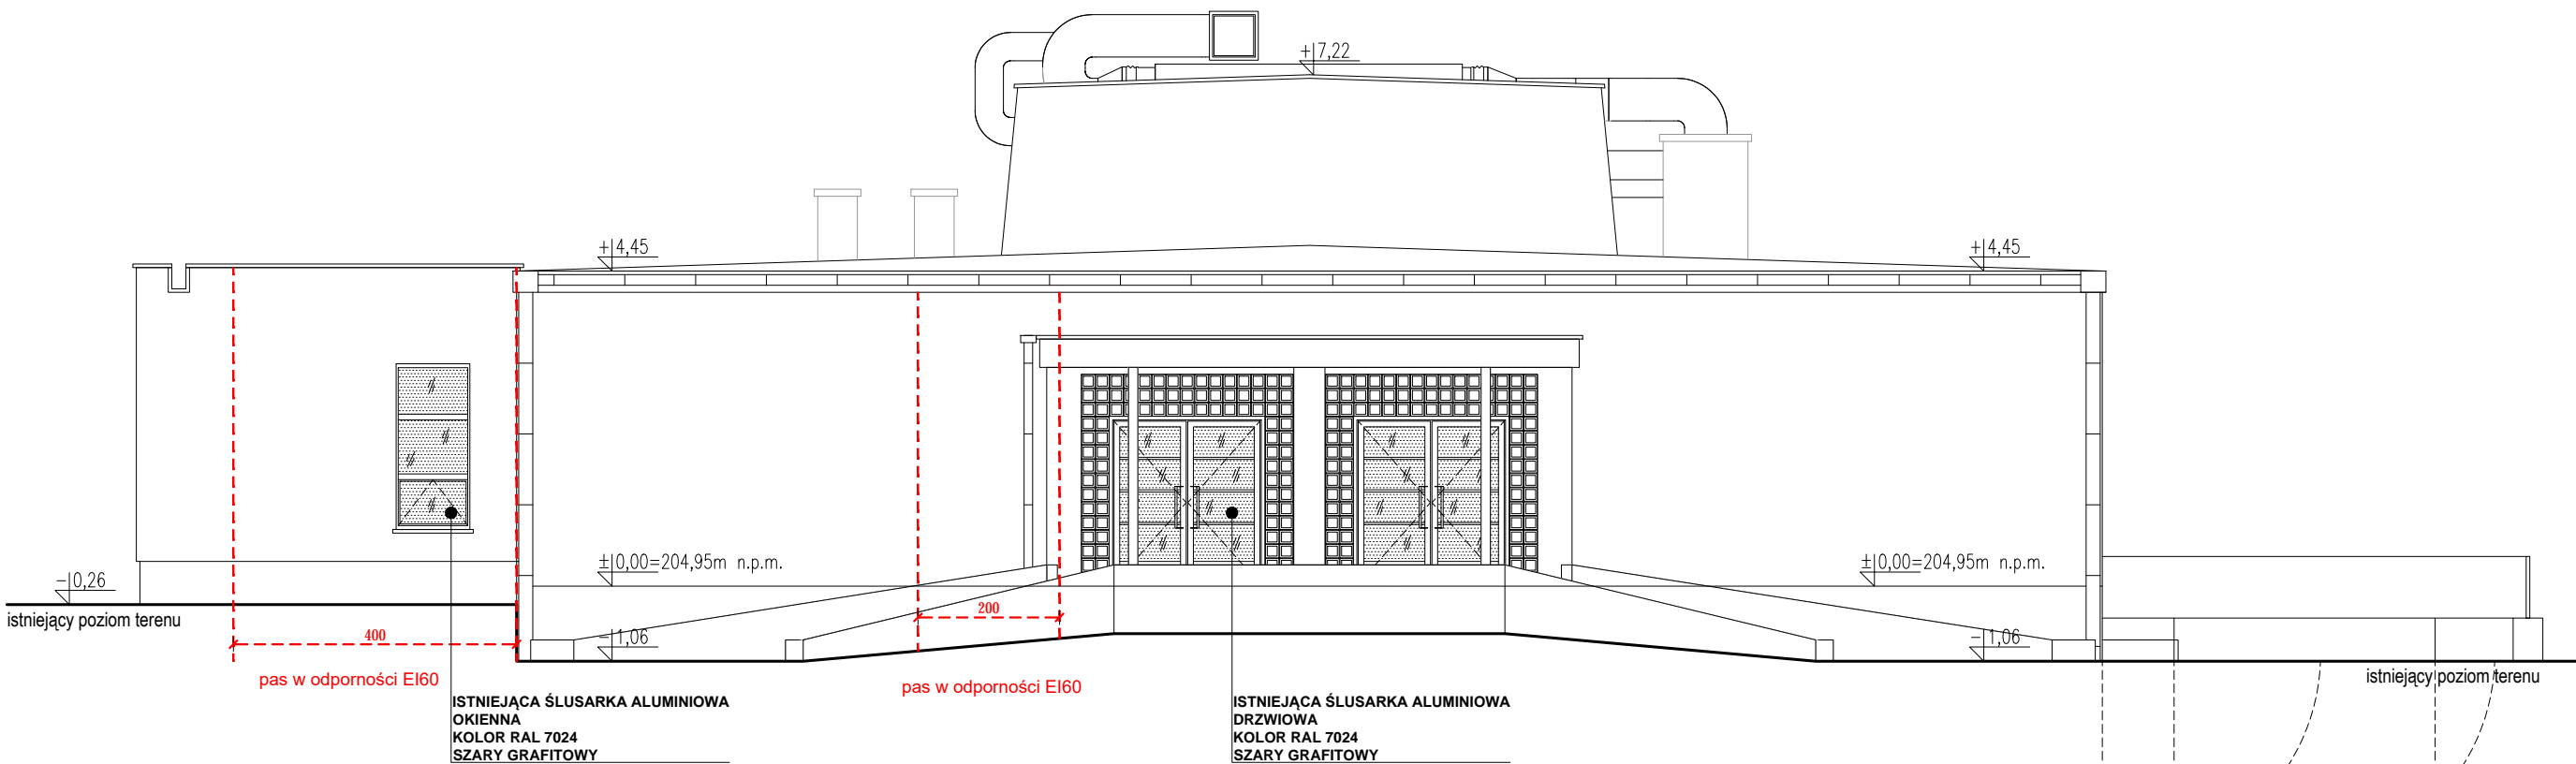 +7,22
+4,45
+4,45
±0,00=204,95m n.p.m.
±0,00=204,95m n.p.m.
-0,26
istniejący poziom terenu
200
400
-1,06
-1,06
istniejący poziom terenu
pas w odporności EI60
pas w odporności EI60
ISTNIEJĄCA ŚLUSARKA ALUMINIOWA
OKIENNA
KOLOR RAL 7024
SZARY GRAFITOWY
ISTNIEJĄCA ŚLUSARKA ALUMINIOWA
DRZWIOWA
KOLOR RAL 7024
SZARY GRAFITOWY